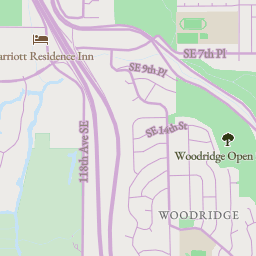 SE 7th Pl
arriott Residence Inn
SE 9th Pl
118th Ave SE
SE 14th St
Woodridge Open
WOODRIDGE